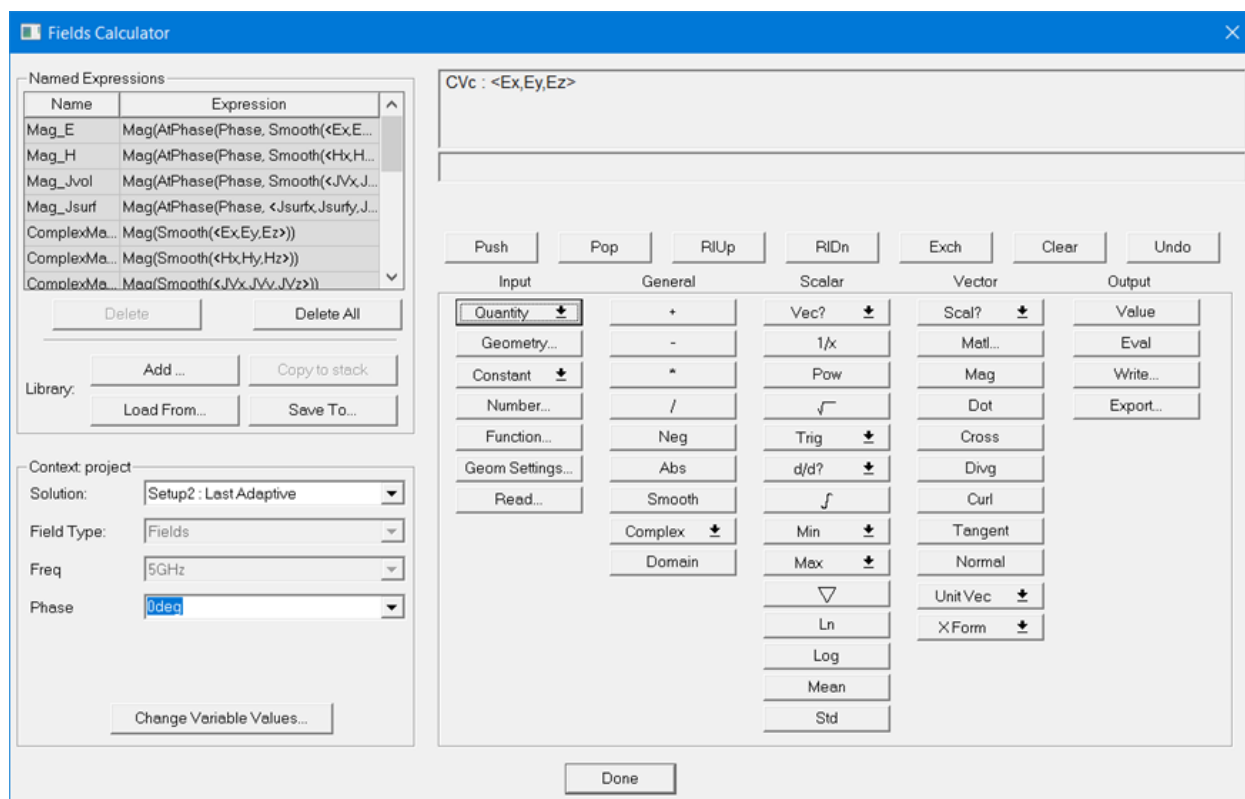 Fields Calculator
Named Expressions
Name Expression
Mag_E Mag(AtPhase(Phase, Smooth(<Ex,E...
Mag_H Mag(AtPhase(Phase, Smooth(<Hx,H...
Mag_Jvol Mag(AtPhase(Phase, Smooth(<JVx,J...
Mag_Jsurf Mag(AtPhase(Phase, <Jsurfx,Jsurfy,J...
ComplexMa... Mag(Smooth(<Ex,Ey,Ez>))
ComplexMa... Mag(Smooth(<Hx,Hy,Hz>))
ComplexMa... Mag(Smooth(<JVx,JVy,JVz>))
Delete Delete All
Library:
Add ... Copy to stack
Load From... Save To...
Context: project
Solution: Setup2 : Last Adaptive
Field Type: Fields
Freq 5GHz
Phase 0deg
Change Variable Values...
CVc : <Ex,Ey,Ez>
Push Pop RlUp RlDn Exch Clear Undo
Input General Scalar Vector Output
Quantity + Vec? Scal? Value
Geometry... - 1/x Matl... Eval
Constant * Pow Mag Write...
Number... / √ Dot Export...
Function... Neg Trig Cross
Geom Settings... Abs d/d? Divg
Read... Smooth ∫ Curl
Complex Min Tangent
Domain Max Normal
▽ Unit Vec
Ln X Form
Log
Mean
Std
Done